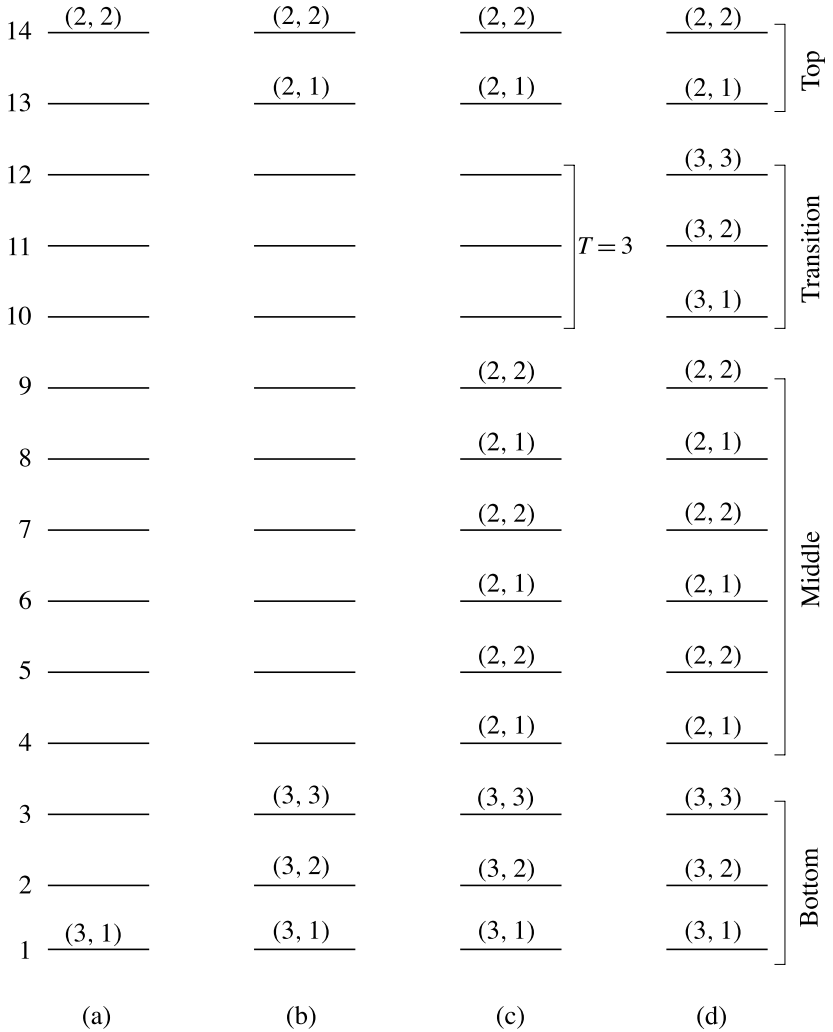 14 (2, 2) (2, 2) (2, 2) (2, 2)
13 (2, 1) (2, 1) (2, 1)
Top
12 (3, 3)
11 T = 3 (3, 2)
10 (3, 1)
Transition
9 (2, 2) (2, 2)
8 (2, 1) (2, 1)
7 (2, 2) (2, 2)
6 (2, 1) (2, 1)
5 (2, 2) (2, 2)
4 (2, 1) (2, 1)
Middle
3 (3, 3) (3, 3) (3, 3)
2 (3, 2) (3, 2) (3, 2)
1 (3, 1) (3, 1) (3, 1) (3, 1)
Bottom
(a) (b) (c) (d)